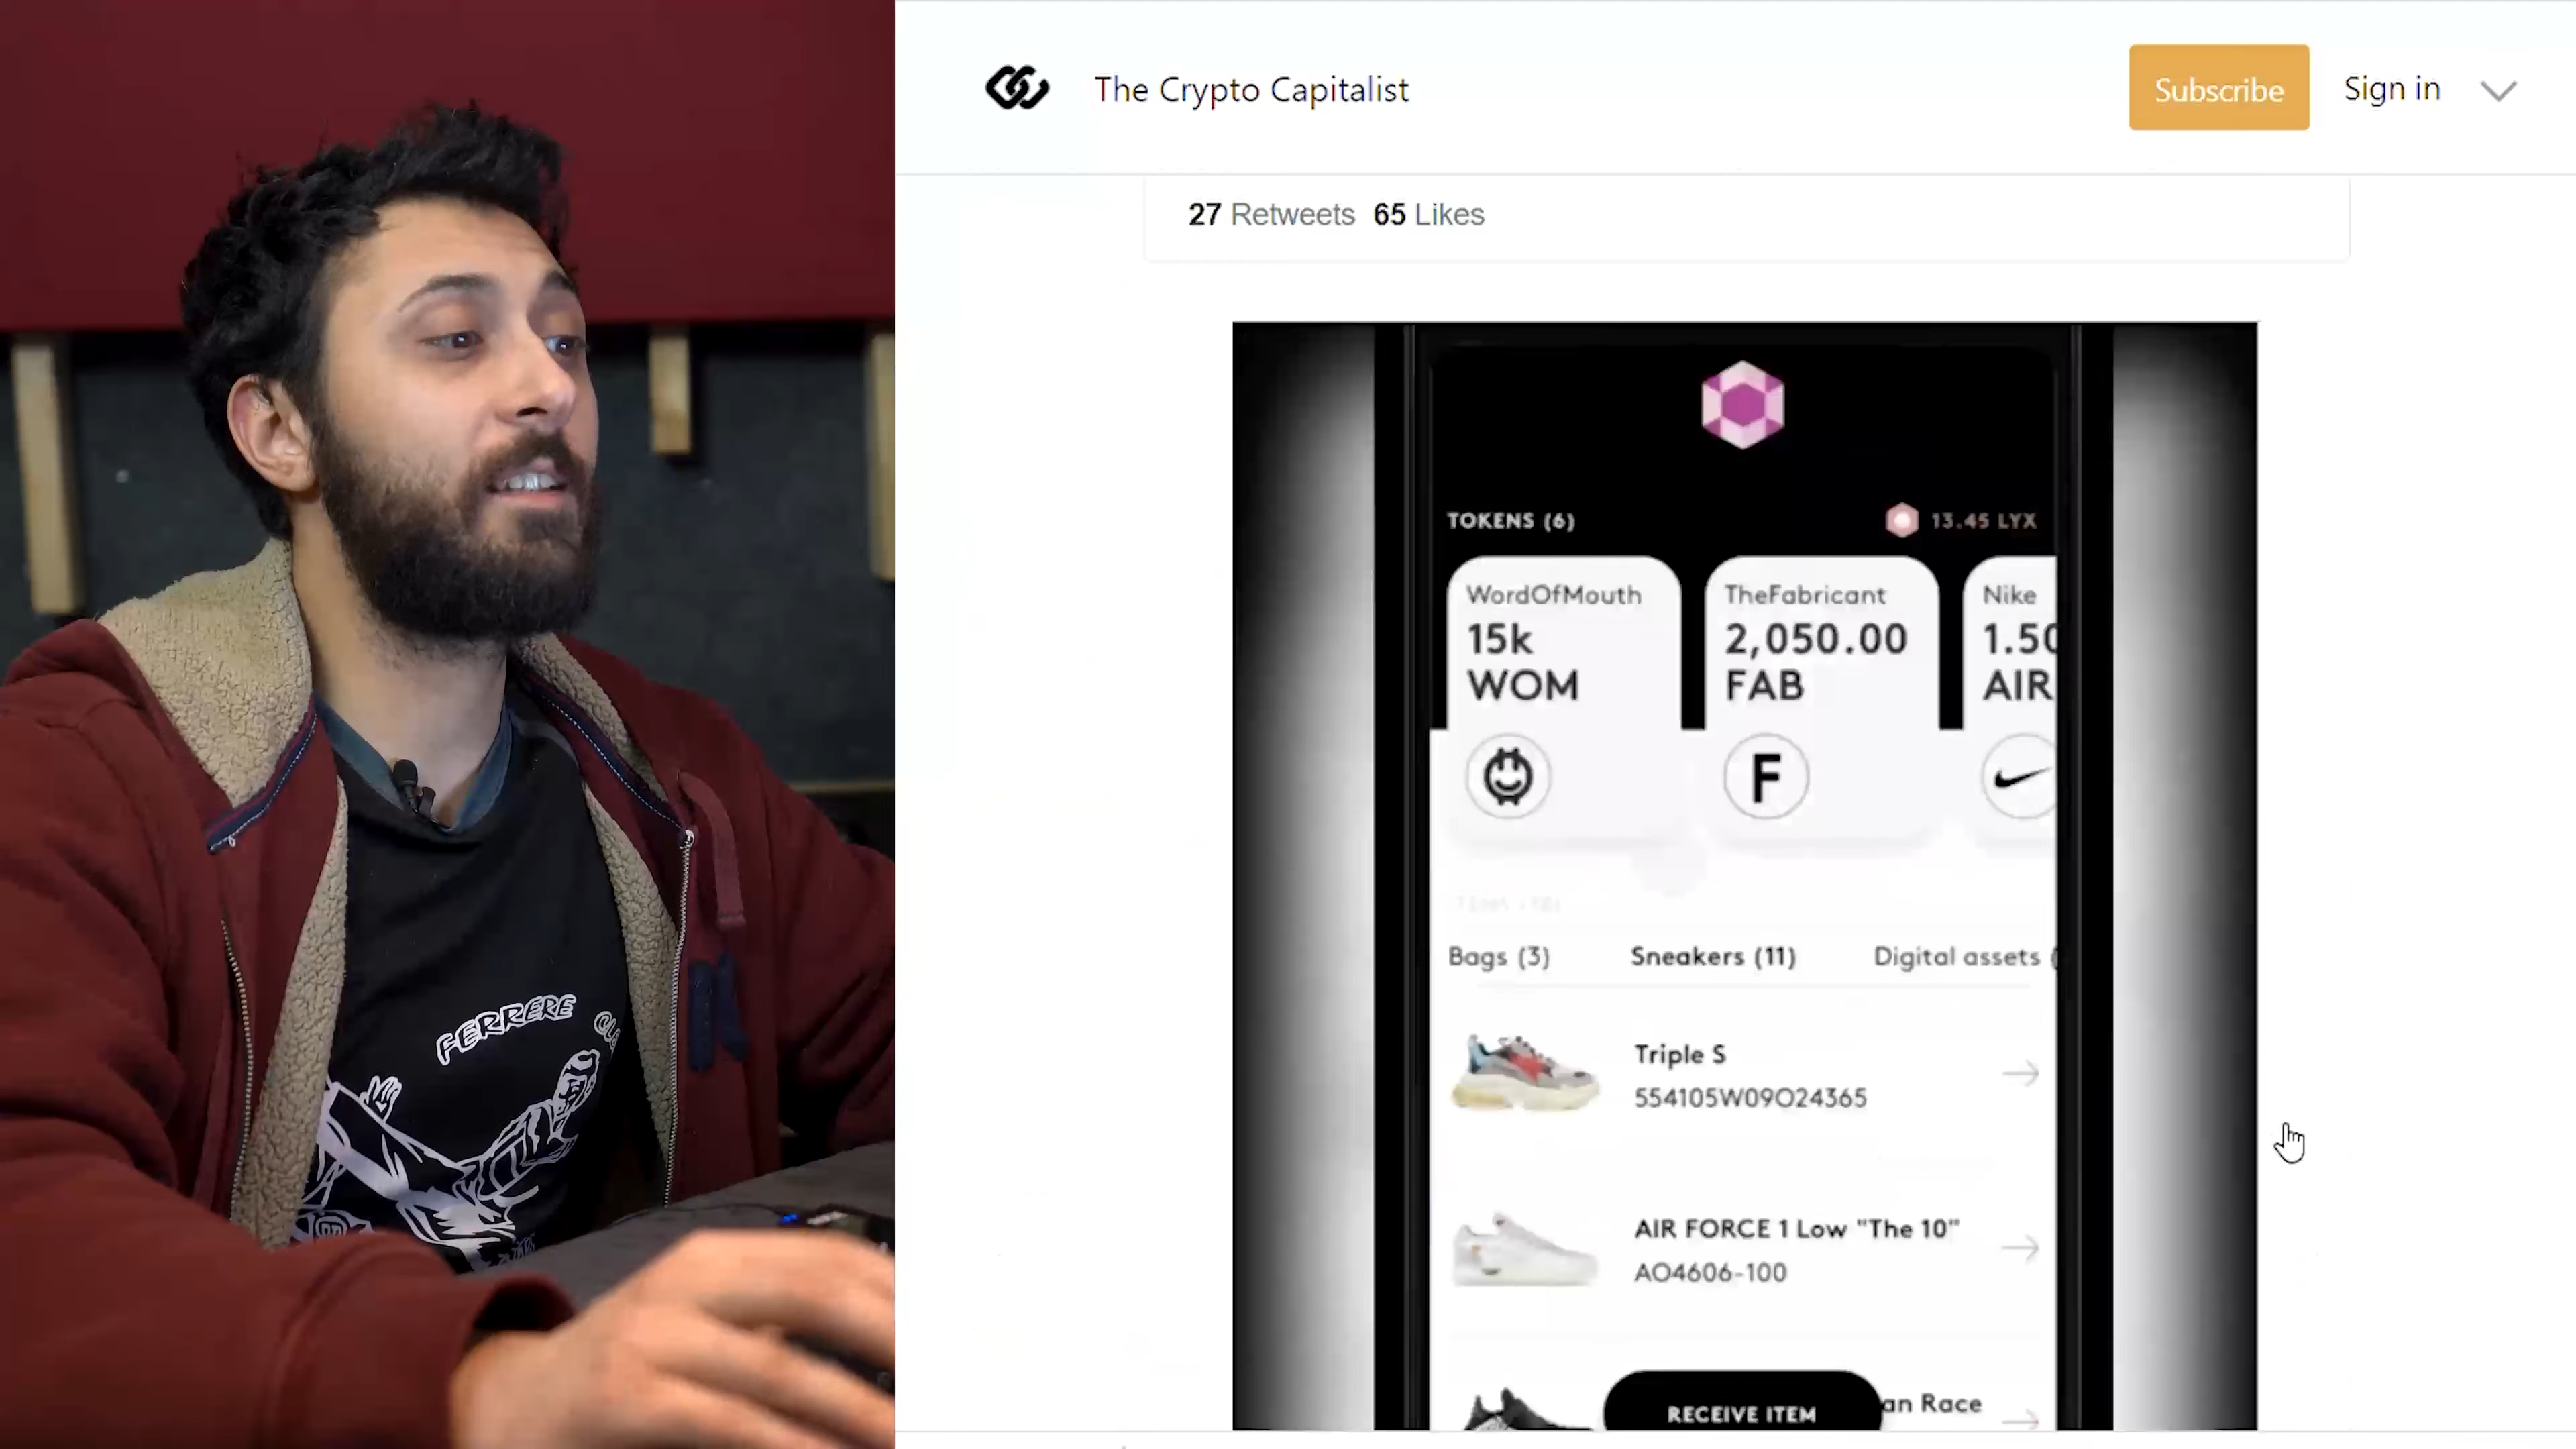 The Crypto Capitalist
Subscribe
Sign in
27 Retweets 65 Likes
TOKENS (6)
13.45 LYX
WordOfMouth
15k
WOM
TheFabricant
2,050.00
FAB
F
Nike
1.50
AIR
Bags (3)
Sneakers (11)
Digital assets (
Triple S
554105W09O24365
AIR FORCE 1 Low "The 10"
AO4606-100
an Race
RECEIVE ITEM
FERRERE